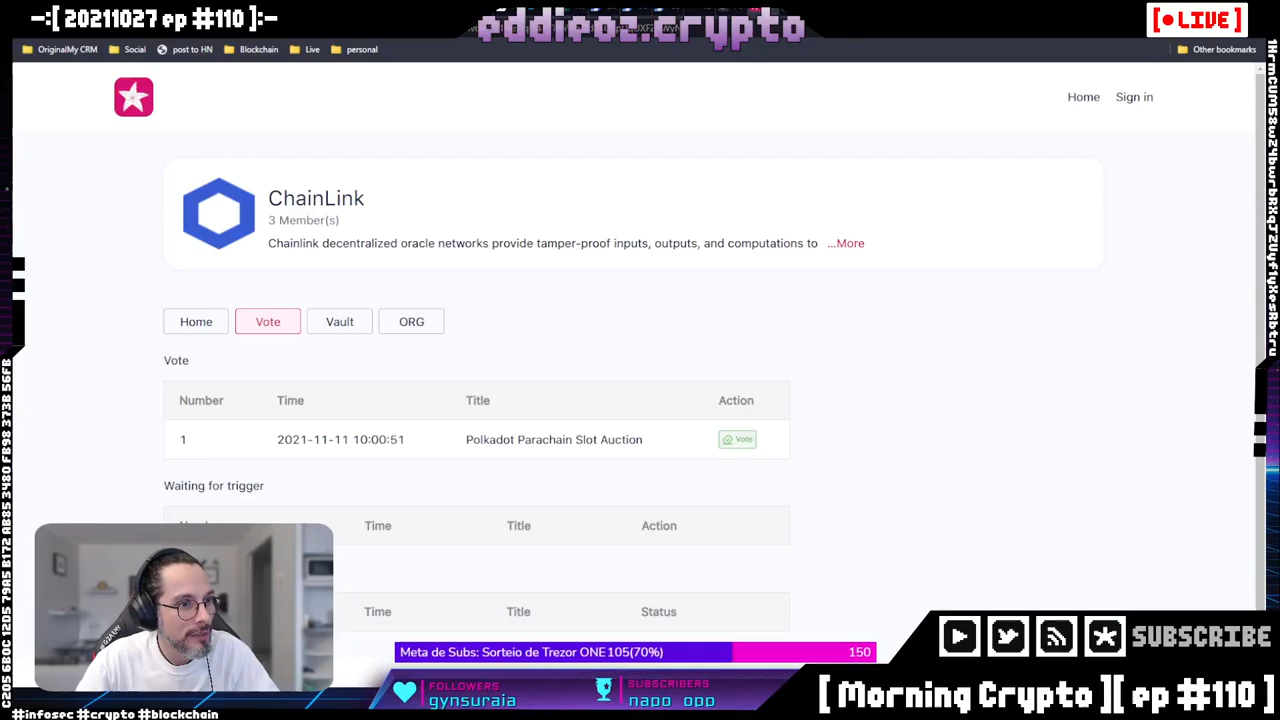 -:[ 20211027 ep #110 ]:-
eddieoz.crypto
[● LIVE]
OriginalMy CRM
Social
post to HN
Blockchain
Live
personal
Other bookmarks
Home
Sign in
ChainLink
3 Member(s)
Chainlink decentralized oracle networks provide tamper-proof inputs, outputs, and computations to ...More
Home
Vote
Vault
ORG
Vote
Number Time Title Action
1 2021-11-11 10:00:51 Polkadot Parachain Slot Auction Vote
Waiting for trigger
Time Title Action
Time Title Status
Meta de Subs: Sorteio de Trezor ONE 105(70%) 150
FOLLOWERS
gynsuraia
SUBSCRIBERS
napo_opp
SUBSCRIBE
[ Morning Crypto ][ ep #110 ]
#infosec #crypto #blockchain